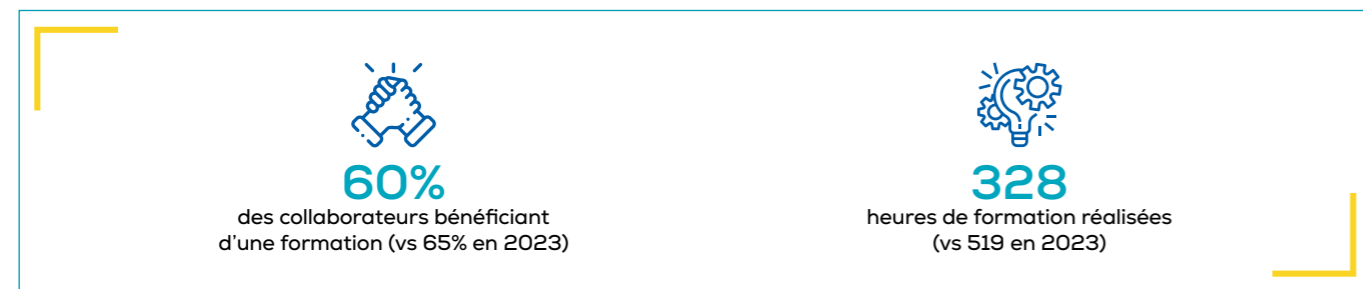 60%
des collaborateurs bénéficiant
d'une formation (vs 65% en 2023)
328
heures de formation réalisées
(vs 519 en 2023)